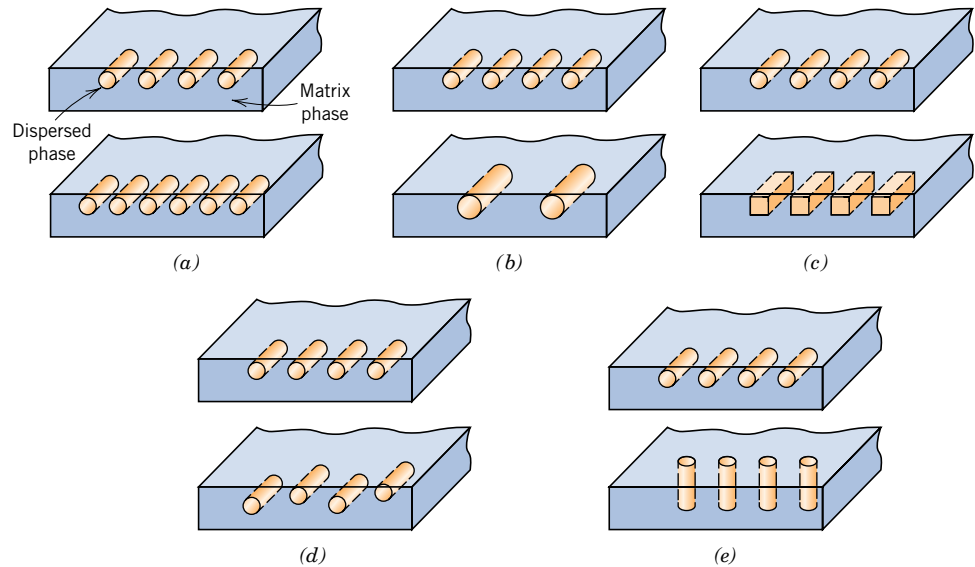 Matrix
phase
Dispersed
phase
(a)
(b)
(c)
(d)
(e)